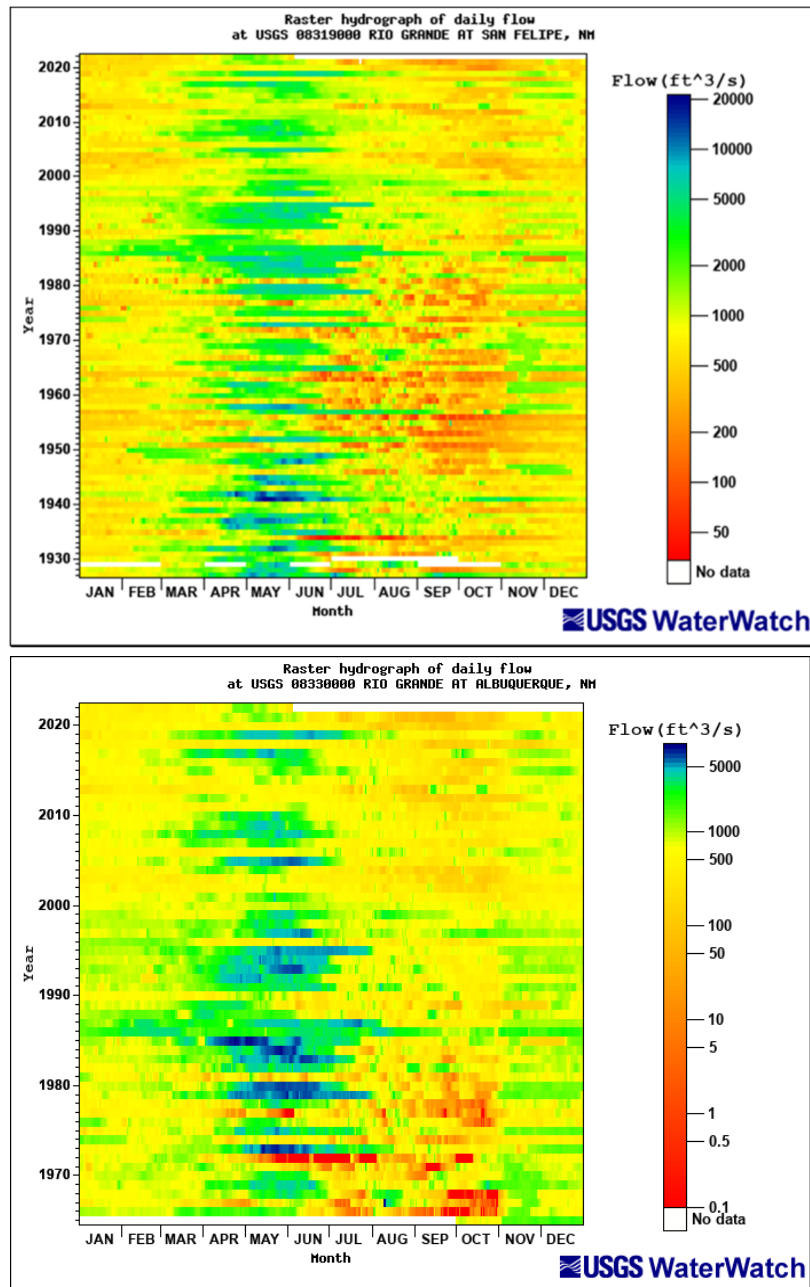 Raster hydrograph of daily flow
at USGS 08319000 RIO GRANDE AT SAN FELIPE, NM
Flow(ft^3/s)
2020
2010
2000
1990
1980
1970
1960
1950
1940
1930
Year
20000
10000
5000
2000
1000
500
200
100
50
No data
JAN FEB MAR APR MAY JUN JUL AUG SEP OCT NOV DEC
Month
USGS WaterWatch
Raster hydrograph of daily flow
at USGS 08330000 RIO GRANDE AT ALBUQUERQUE, NM
Flow(ft^3/s)
2020
2010
2000
1990
1980
1970
Year
5000
1000
500
100
50
10
5
1
0.5
0.1
No data
JAN FEB MAR APR MAY JUN JUL AUG SEP OCT NOV DEC
Month
USGS WaterWatch